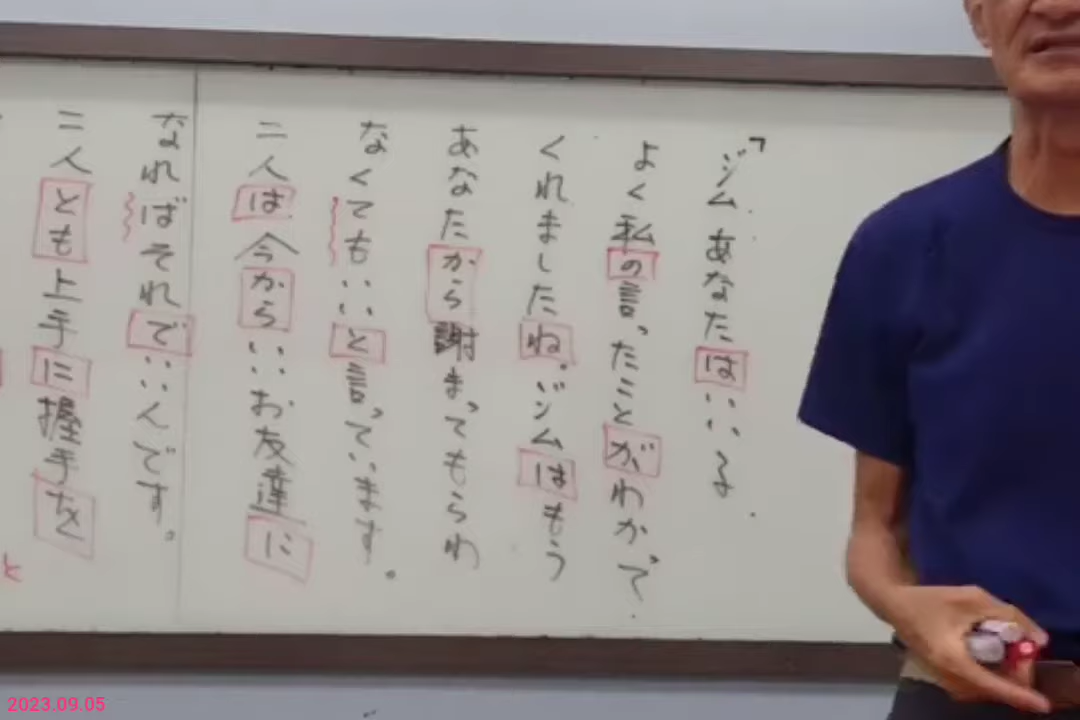 「ジム、あなたはいい子、
よく私の言ったことがわかって
くれましたね。ジムはもう
あなたから謝まってもらわ
なくてもいいと言っています。
二人は今からいいお友達に
なればそれでいいんです。
二人とも上手に握手を
と
2023.09.05